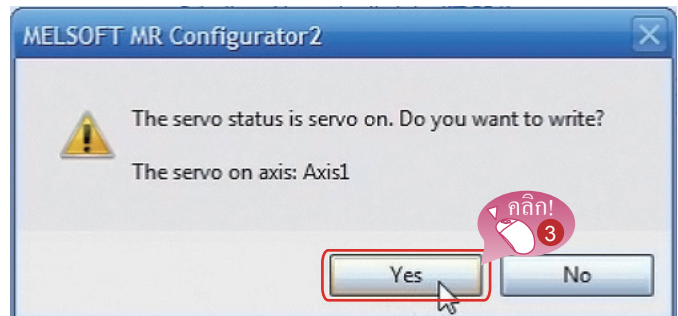 MELSOFT MR Configurator2
The servo status is servo on. Do you want to write?
The servo on axis: Axis1
คลิก!
3
Yes
No